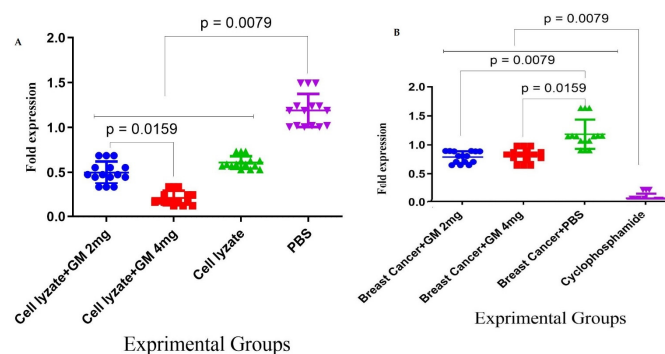 A
p = 0.0079
p = 0.0159
Fold expression
2.0
1.5
1.0
0.5
0.0
Cell lyzate+GM 2mg
Cell lyzate+GM 4mg
Cell lyzate
PBS
Exprimental Groups
B
p = 0.0079
p = 0.0079
p = 0.0159
Fold expression
2.0
1.5
1.0
0.5
0.0
Breast Cancer+GM 2mg
Breast Cancer+GM 4mg
Breast Cancer+PBS
Cyclophosphamide
Exprimental Groups